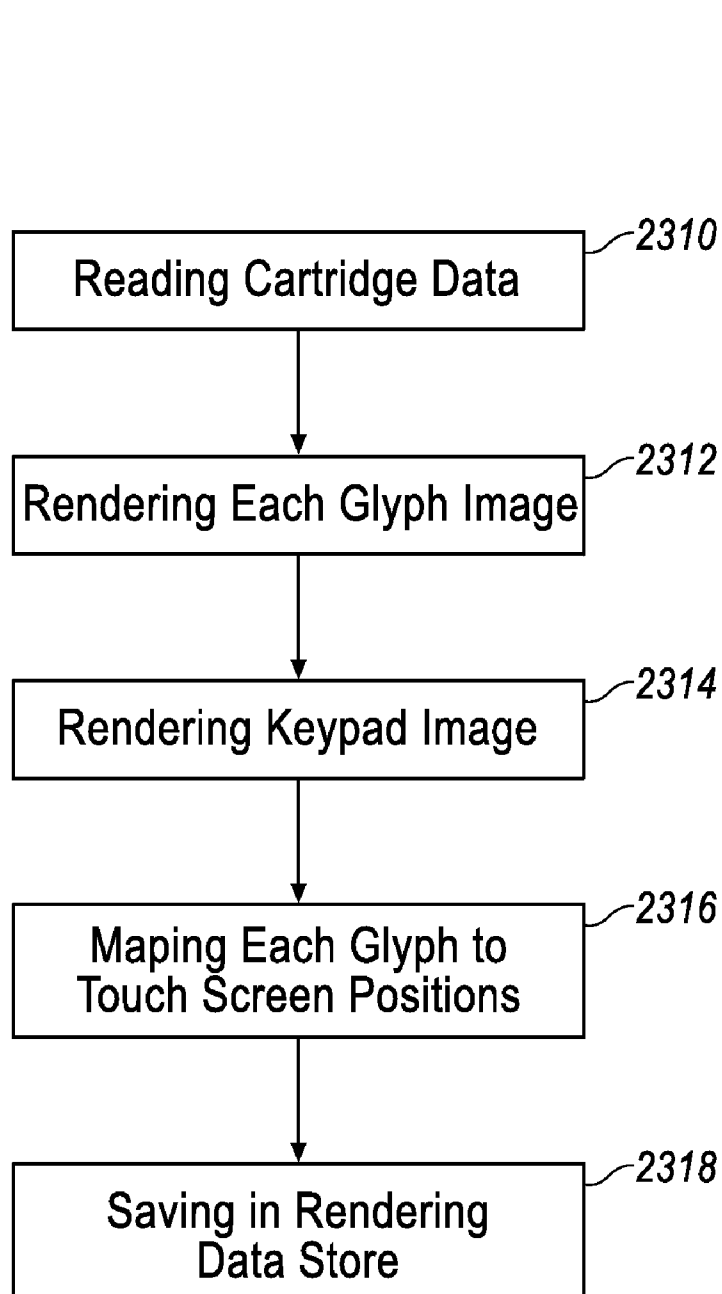 2310
Reading Cartridge Data
2312
Rendering Each Glyph Image
2314
Rendering Keypad Image
2316
Maping Each Glyph to
Touch Screen Positions
2318
Saving in Rendering
Data Store